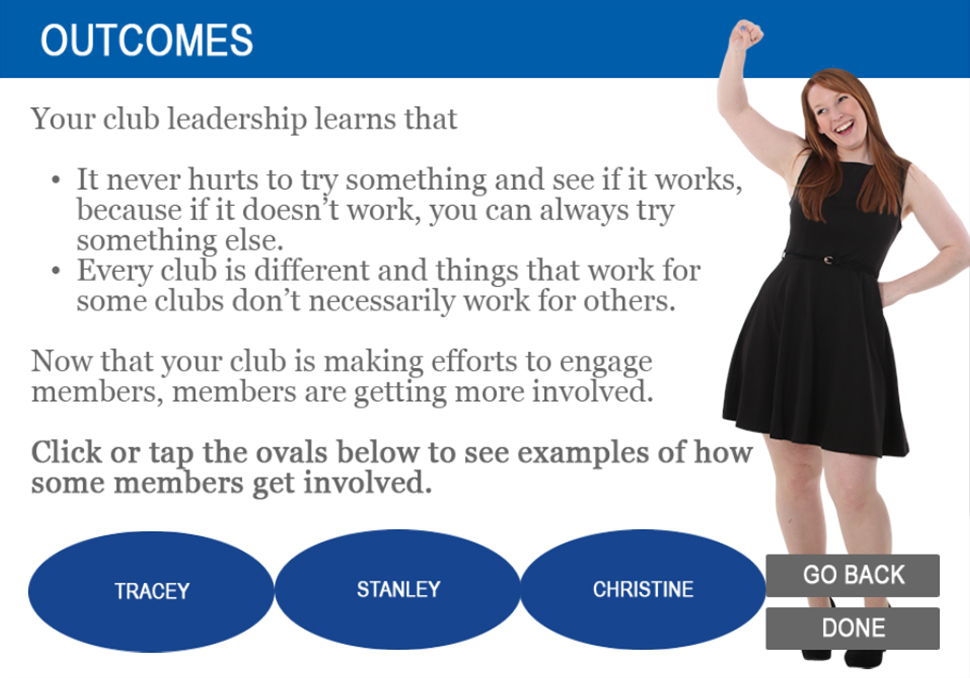 OUTCOMES
Your club leadership learns that
• It never hurts to try something and see if it works,
because if it doesn’t work, you can always try
something else.
• Every club is different and things that work for
some clubs don’t necessarily work for others.
Now that your club is making efforts to engage
members, members are getting more involved.
Click or tap the ovals below to see examples of how
some members get involved.
TRACEY
STANLEY
CHRISTINE
GO BACK
DONE